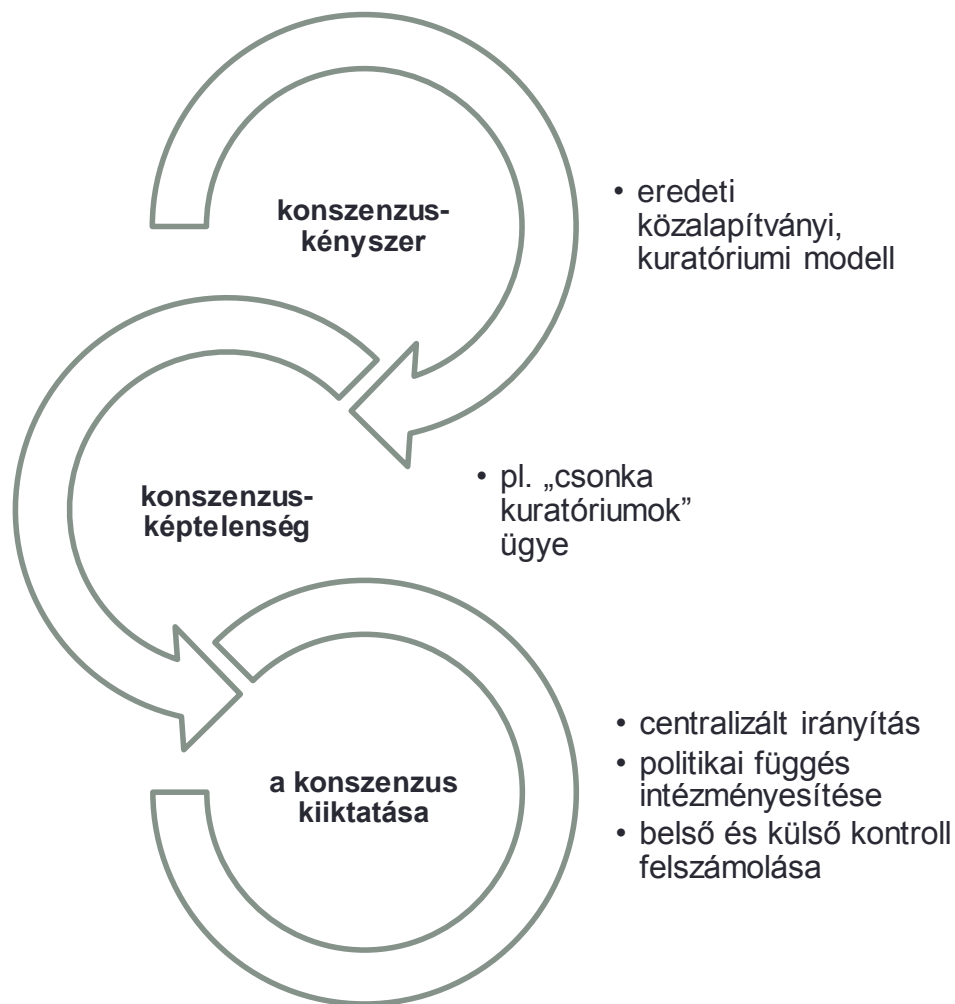 konszenzus-
kényszer
• eredeti
közalapítványi,
kuratóriumi modell
konszenzus-
képtelenség
• pl. „csonka
kuratóriumok”
ügye
a konszenzus
kiiktatása
• centralizált irányítás
• politikai függés
intézményesítése
• belső és külső kontroll
felszámolása